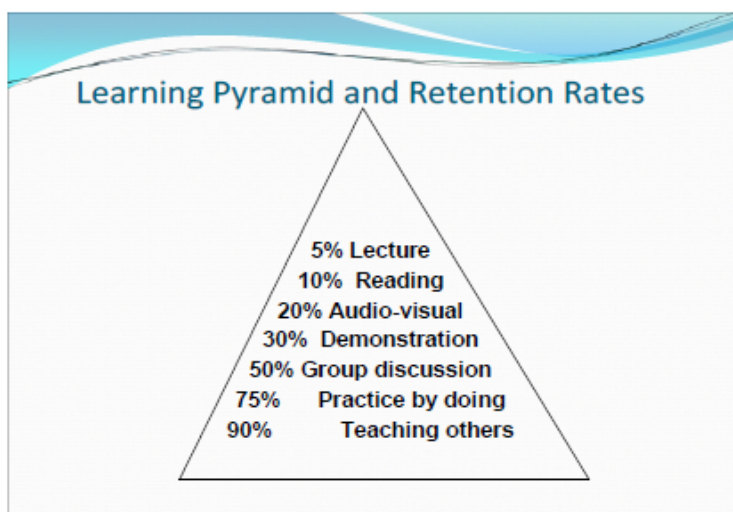 Learning Pyramid and Retention Rates
5% Lecture
10% Reading
20% Audio-visual
30% Demonstration
50% Group discussion
75% Practice by doing
90% Teaching others